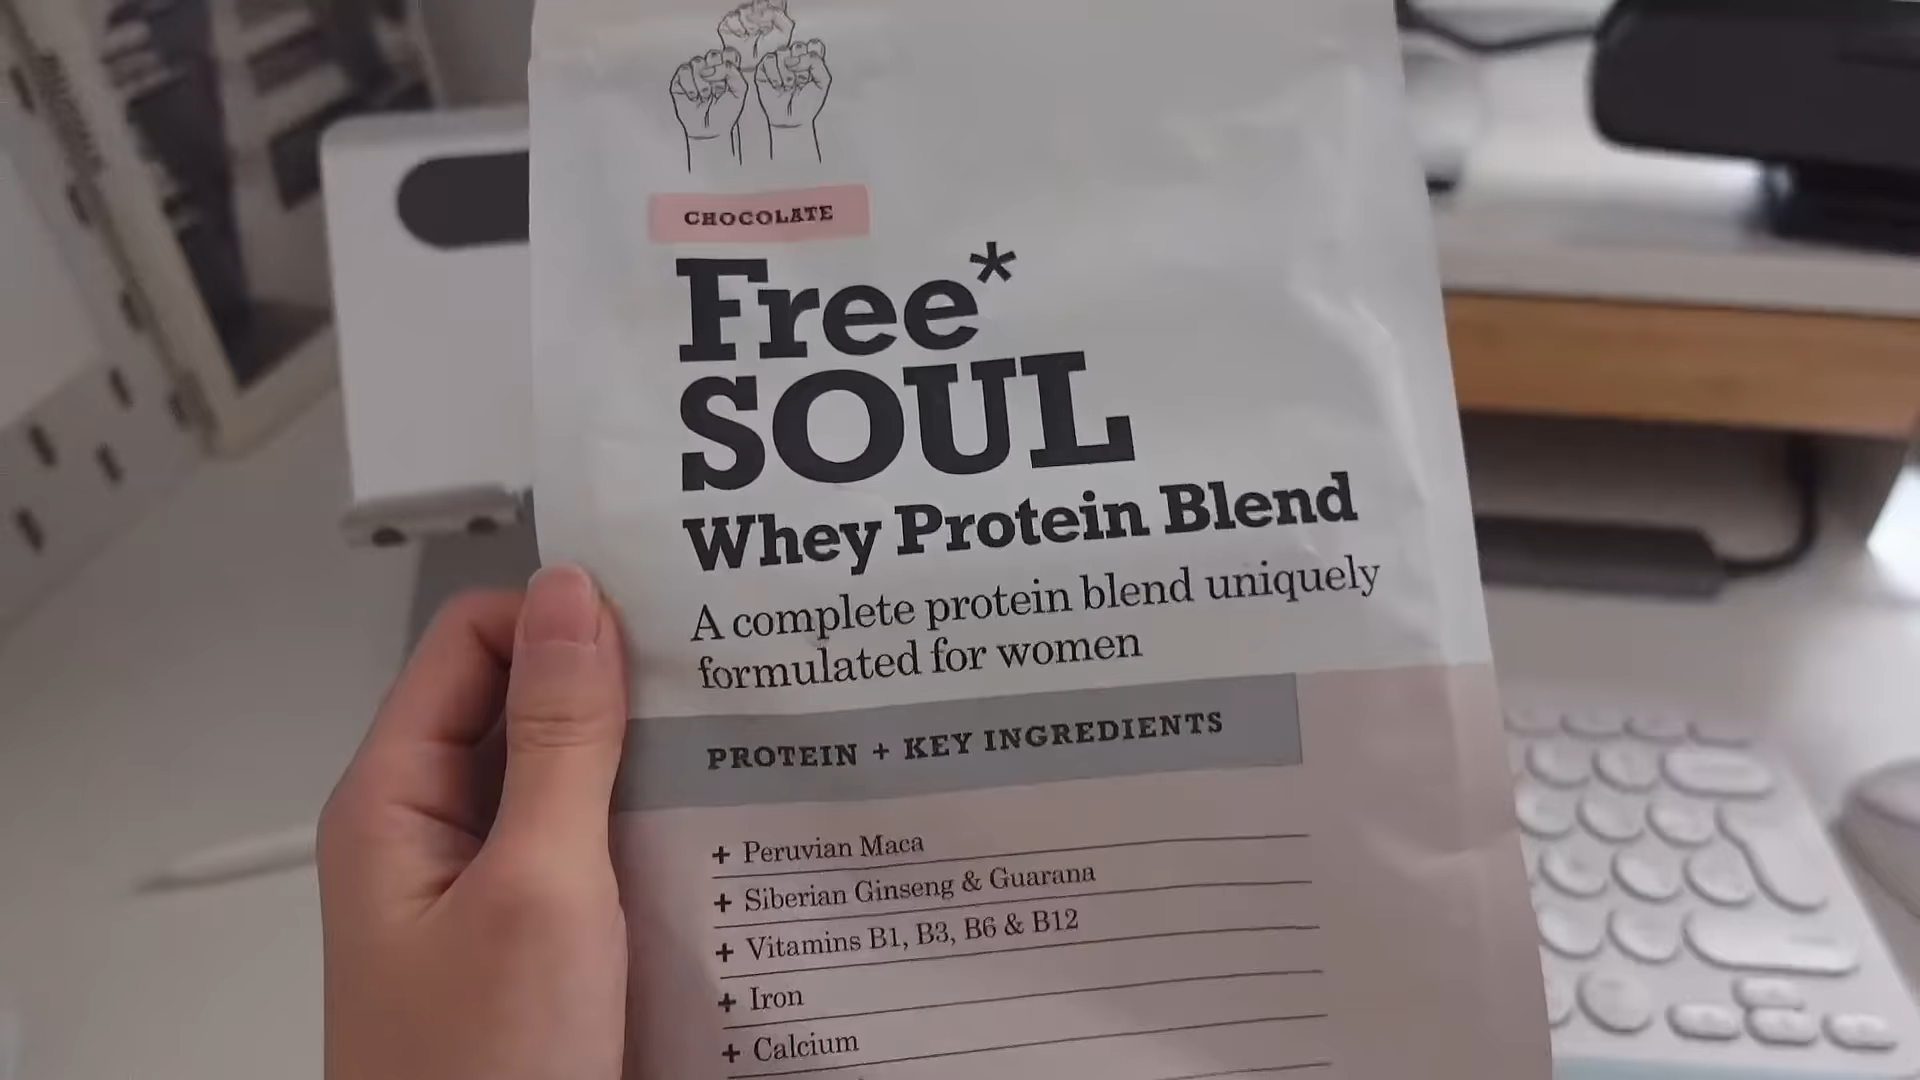 CHOCOLATE
Free*
SOUL
Whey Protein Blend
A complete protein blend uniquely
formulated for women
PROTEIN + KEY INGREDIENTS
+ Peruvian Maca
+ Siberian Ginseng & Guarana
+ Vitamins B1, B3, B6 & B12
+ Iron
+ Calcium